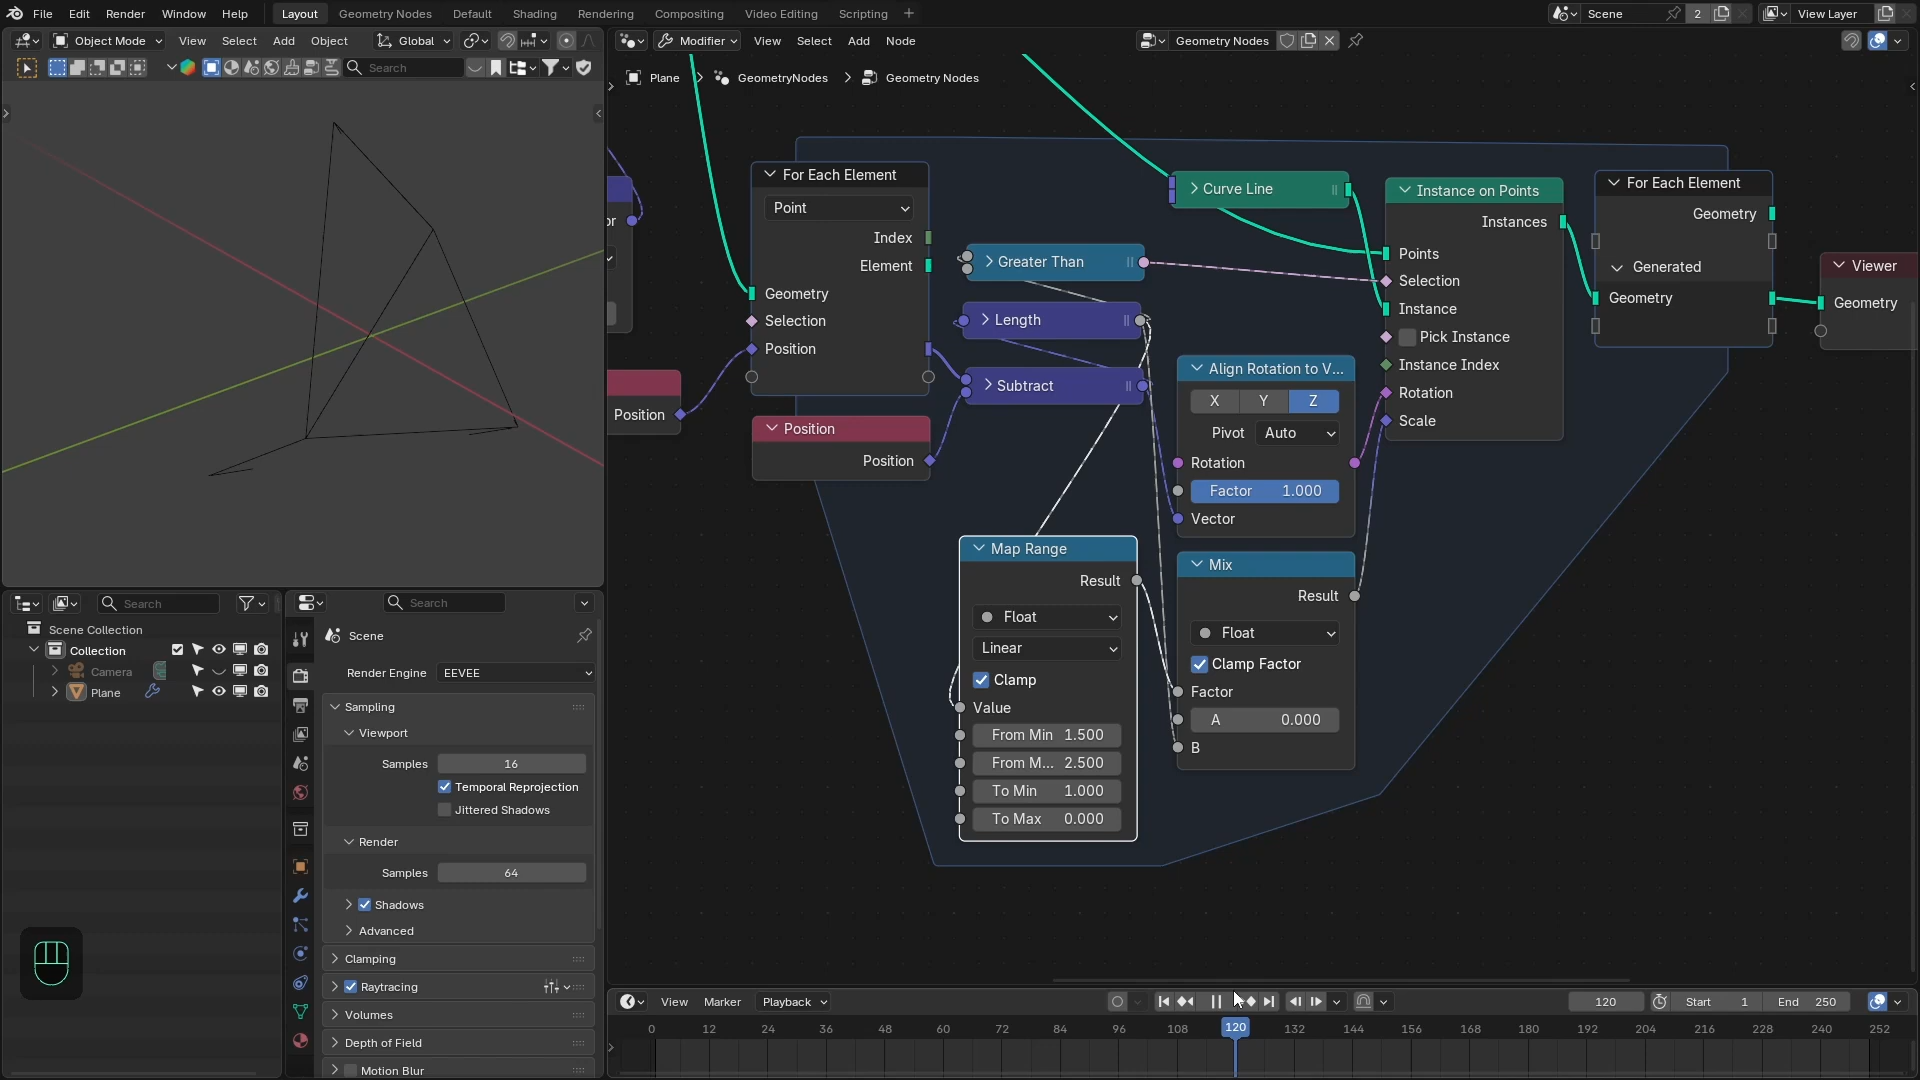 File Edit Render Window Help Layout Geometry Nodes Default Shading Rendering Compositing Video Editing Scripting + Scene 2 View Layer
Object Mode View Select Add Object Global
Search
Modifier View Select Add Node Geometry Nodes
Plane > GeometryNodes > Geometry Nodes
or
Position
For Each Element
Point
Index
Element
Geometry
Selection
Position
Position
Position
Greater Than
Length
Subtract
Map Range
Result
Float
Linear
Clamp
Value
From Min 1.500
From M... 2.500
To Min 1.000
To Max 0.000
Curve Line
Align Rotation to V...
X Y Z
Pivot Auto
Rotation
Factor 1.000
Vector
Mix
Result
Float
Clamp Factor
Factor
A 0.000
B
Instance on Points
Instances
Points
Selection
Instance
Pick Instance
Instance Index
Rotation
Scale
For Each Element
Geometry
Generated
Geometry
Viewer
Geometry
Search
Scene Collection
Collection
Camera
Plane
Search
Scene
Render Engine EEVEE
Sampling
Viewport
Samples 16
Temporal Reprojection
Jittered Shadows
Render
Samples 64
Shadows
Advanced
Clamping
Raytracing
Volumes
Depth of Field
Motion Blur
View Marker Playback 120 Start 1 End 250
0 12 24 36 48 60 72 84 96 108 120 132 144 156 168 180 192 204 216 228 240 252